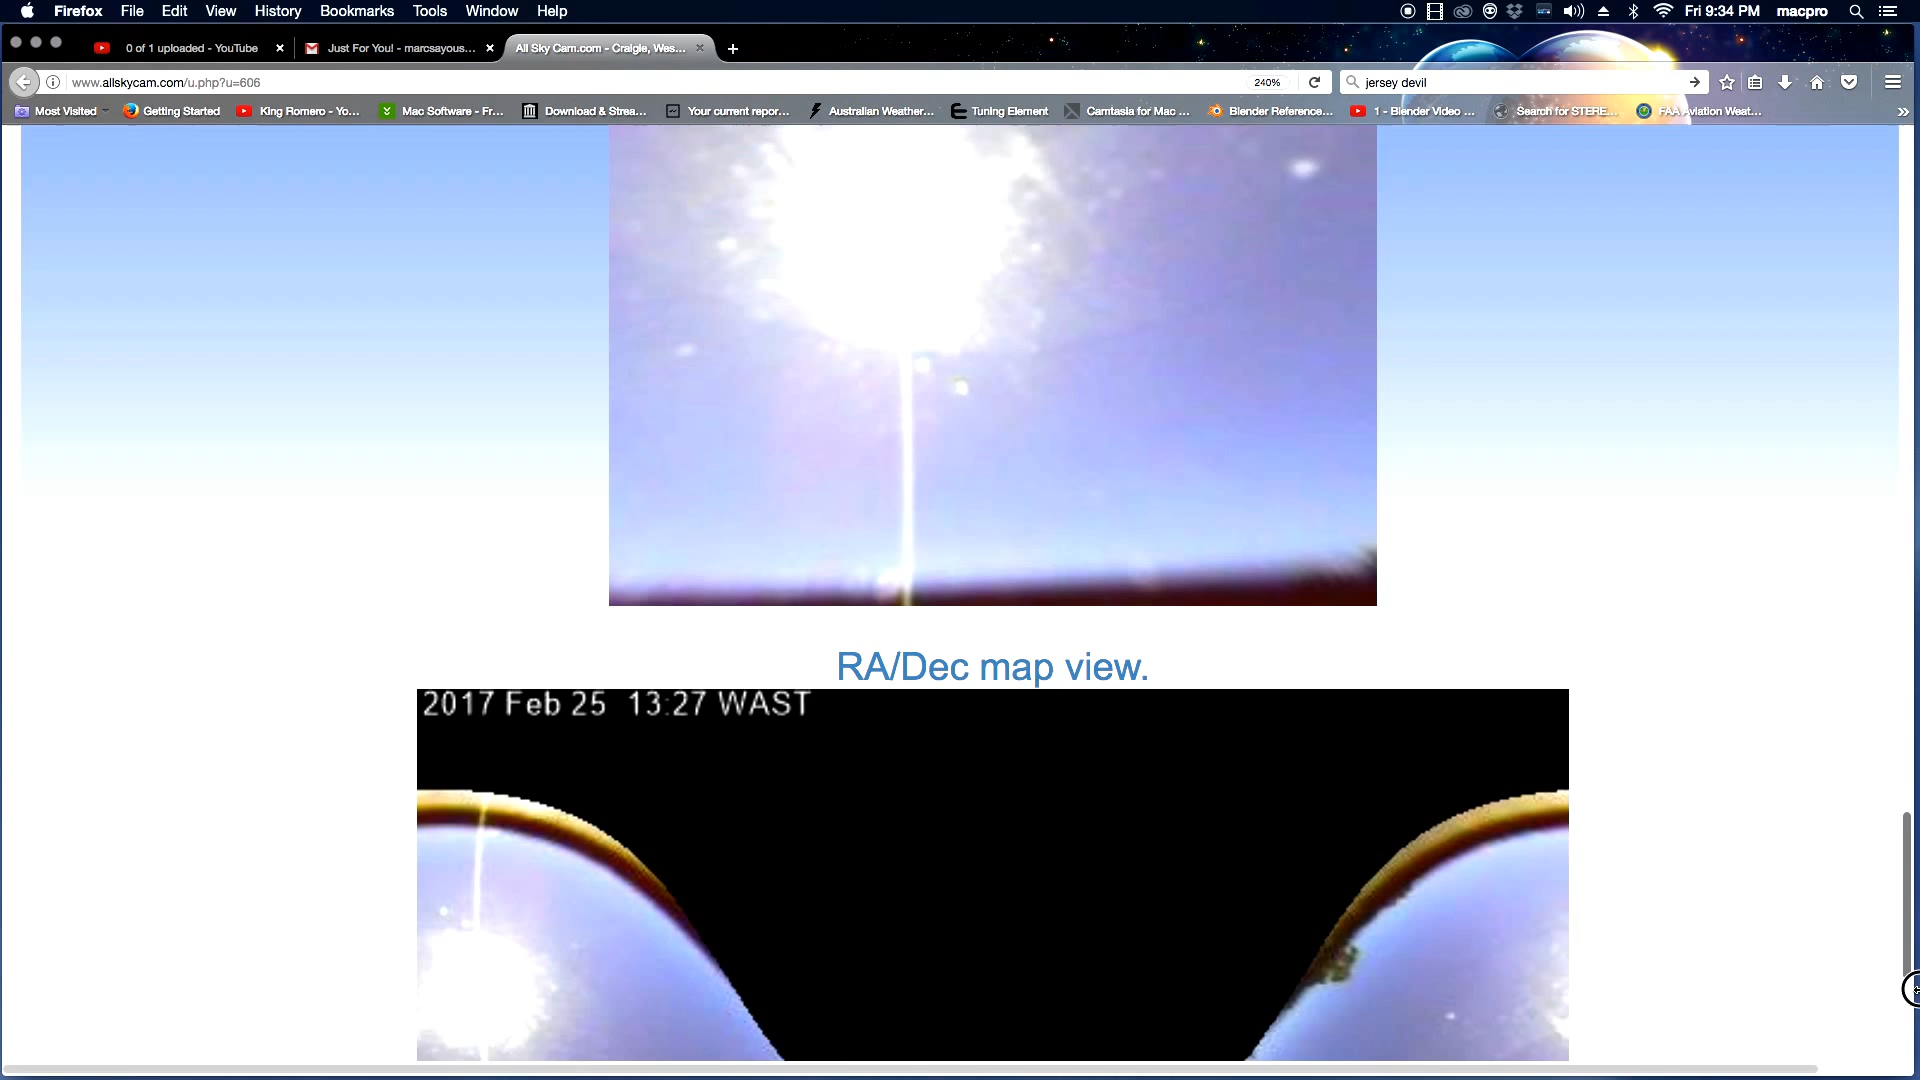 Firefox File Edit View History Bookmarks Tools Window Help Fri 9:34 PM macpro
0 of 1 uploaded - YouTube Just For You! - marcsayous... All Sky Cam.com - Craigie, Wes...
www.allskycam.com/u.php?u=606 240% jersey devil
Most Visited Getting Started King Romero - Yo... Mac Software - Fr... Download & Strea... Your current repor... Australian Weather... Tuning Element Camtasia for Mac ... Blender Reference... 1 - Blender Video ... Search for STERE... FAA Aviation Weat...
RA/Dec map view.
2017 Feb 25 13:27 WAST